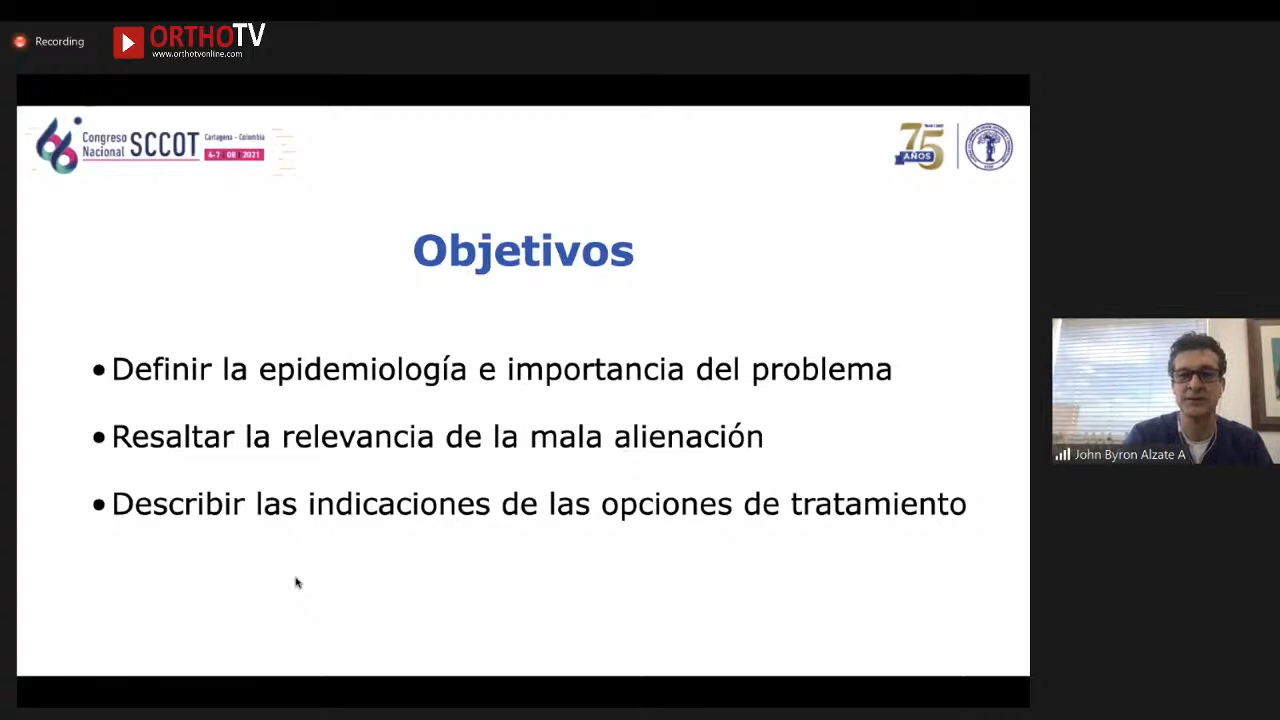 Recording
ORTHOTV
www.orthotvonline.com
66
Congreso
Nacional SCCOT
Cartagena - Colombia
6-7 | 08 | 2021
75
AÑOS
Objetivos
•Definir la epidemiología e importancia del problema
•Resaltar la relevancia de la mala alienación
•Describir las indicaciones de las opciones de tratamiento
John Byron Alzate A